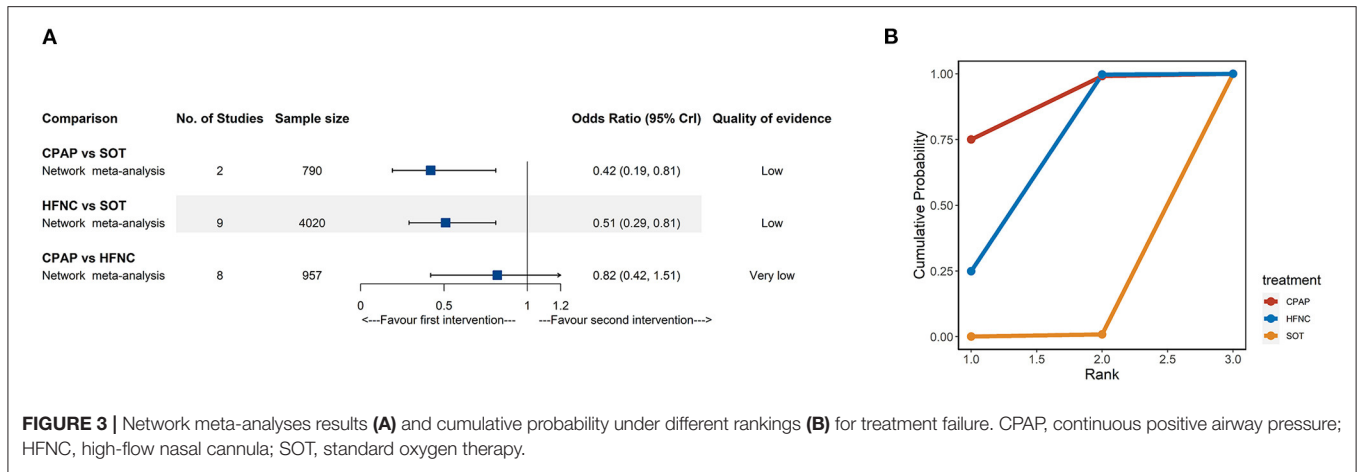 A
Comparison No. of Studies Sample size Odds Ratio (95% CrI) Quality of evidence
CPAP vs SOT
Network meta-analysis 2 790 0.42 (0.19, 0.81) Low
HFNC vs SOT
Network meta-analysis 9 4020 0.51 (0.29, 0.81) Low
CPAP vs HFNC
Network meta-analysis 8 957 0.82 (0.42, 1.51) Very low
0 0.5 1 1.2
<---Favour first intervention--- ---Favour second intervention--->
B
Cumulative Probability
1.00
0.75
0.50
0.25
0.00
1.0 1.5 2.0 2.5 3.0
Rank
treatment
CPAP
HFNC
SOT
FIGURE 3 | Network meta-analyses results (A) and cumulative probability under different rankings (B) for treatment failure. CPAP, continuous positive airway pressure;
HFNC, high-flow nasal cannula; SOT, standard oxygen therapy.